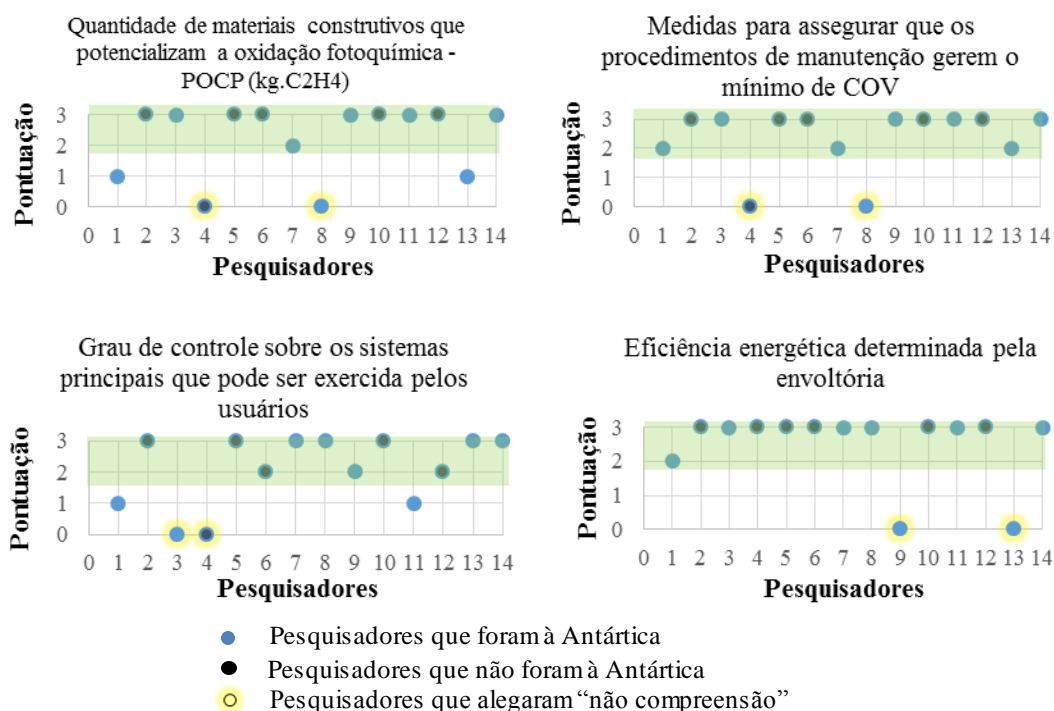 Quantidade de materiais construtivos que
potencializam a oxidação fotoquímica -
POCP (kg.C2H4)
Pontuação
3
2
1
0
0 1 2 3 4 5 6 7 8 9 10 11 12 13 14
Pesquisadores
Medidas para assegurar que os
procedimentos de manutenção gerem o
mínimo de COV
Pontuação
3
2
1
0
0 1 2 3 4 5 6 7 8 9 10 11 12 13 14
Pesquisadores
Grau de controle sobre os sistemas
principais que pode ser exercida pelos
usuários
Pontuação
3
2
1
0
0 1 2 3 4 5 6 7 8 9 10 11 12 13 14
Pesquisadores
Eficiência energética determinada pela
envoltória
Pontuação
3
2
1
0
0 1 2 3 4 5 6 7 8 9 10 11 12 13 14
Pesquisadores
Pesquisadores que foram à Antártica
Pesquisadores que não foram à Antártica
Pesquisadores que alegaram “não compreensão”